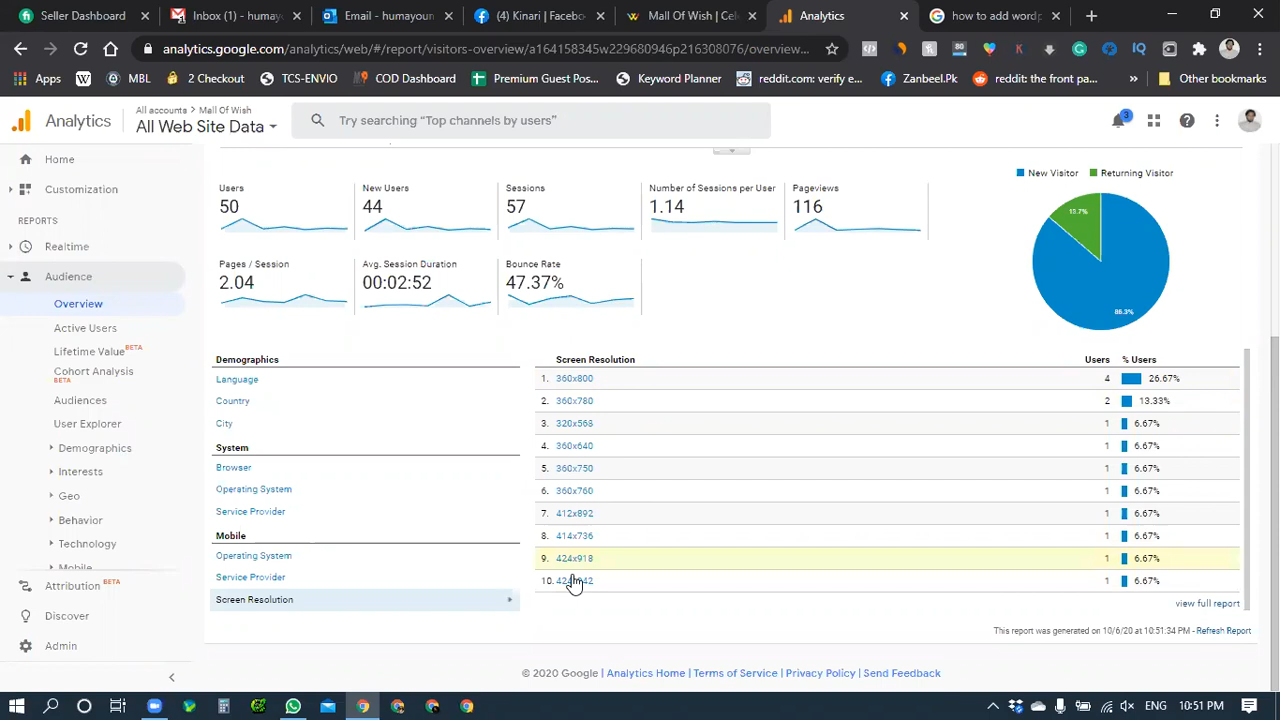 Seller Dashboard
Inbox (1) - humay
Email - humayour
(4) Kinari | Facebo
Mall Of Wish | Cel
Analytics
how to add wordp
analytics.google.com/analytics/web/#/report/visitors-overview/a164158345w229680946p216308076/overview...
Apps
MBL
2 Checkout
TCS-ENVIO
COD Dashboard
Premium Guest Pos...
Keyword Planner
reddit.com: verify e...
Zanbeel.Pk
reddit the front pa...
Other bookmarks
Analytics
All accounts > Mall Of Wish
All Web Site Data
Try searching “Top channels by users”
3
Home
Customization
REPORTS
Realtime
Audience
Overview
Active Users
Lifetime Value BETA
Cohort Analysis
BETA
Audiences
User Explorer
Demographics
Interests
Geo
Behavior
Technology
Mobile
Attribution BETA
Discover
Admin
Users
50
New Users
44
Sessions
57
Number of Sessions per User
1.14
Pageviews
116
Pages / Session
2.04
Avg. Session Duration
00:02:52
Bounce Rate
47.37%
New Visitor
Returning Visitor
13.7%
86.3%
Demographics
Language
Country
City
System
Browser
Operating System
Service Provider
Mobile
Operating System
Service Provider
Screen Resolution
Screen Resolution Users % Users
1. 360x800 4 26.67%
2. 360x780 2 13.33%
3. 320x568 1 6.67%
4. 360x640 1 6.67%
5. 360x750 1 6.67%
6. 360x760 1 6.67%
7. 412x892 1 6.67%
8. 414x736 1 6.67%
9. 424x918 1 6.67%
10. 1 6.67%
view full report
This report was generated on 10/6/20 at 10:51:34 PM - Refresh Report
© 2020 Google | Analytics Home | Terms of Service | Privacy Policy | Send Feedback
ENG 10:51 PM